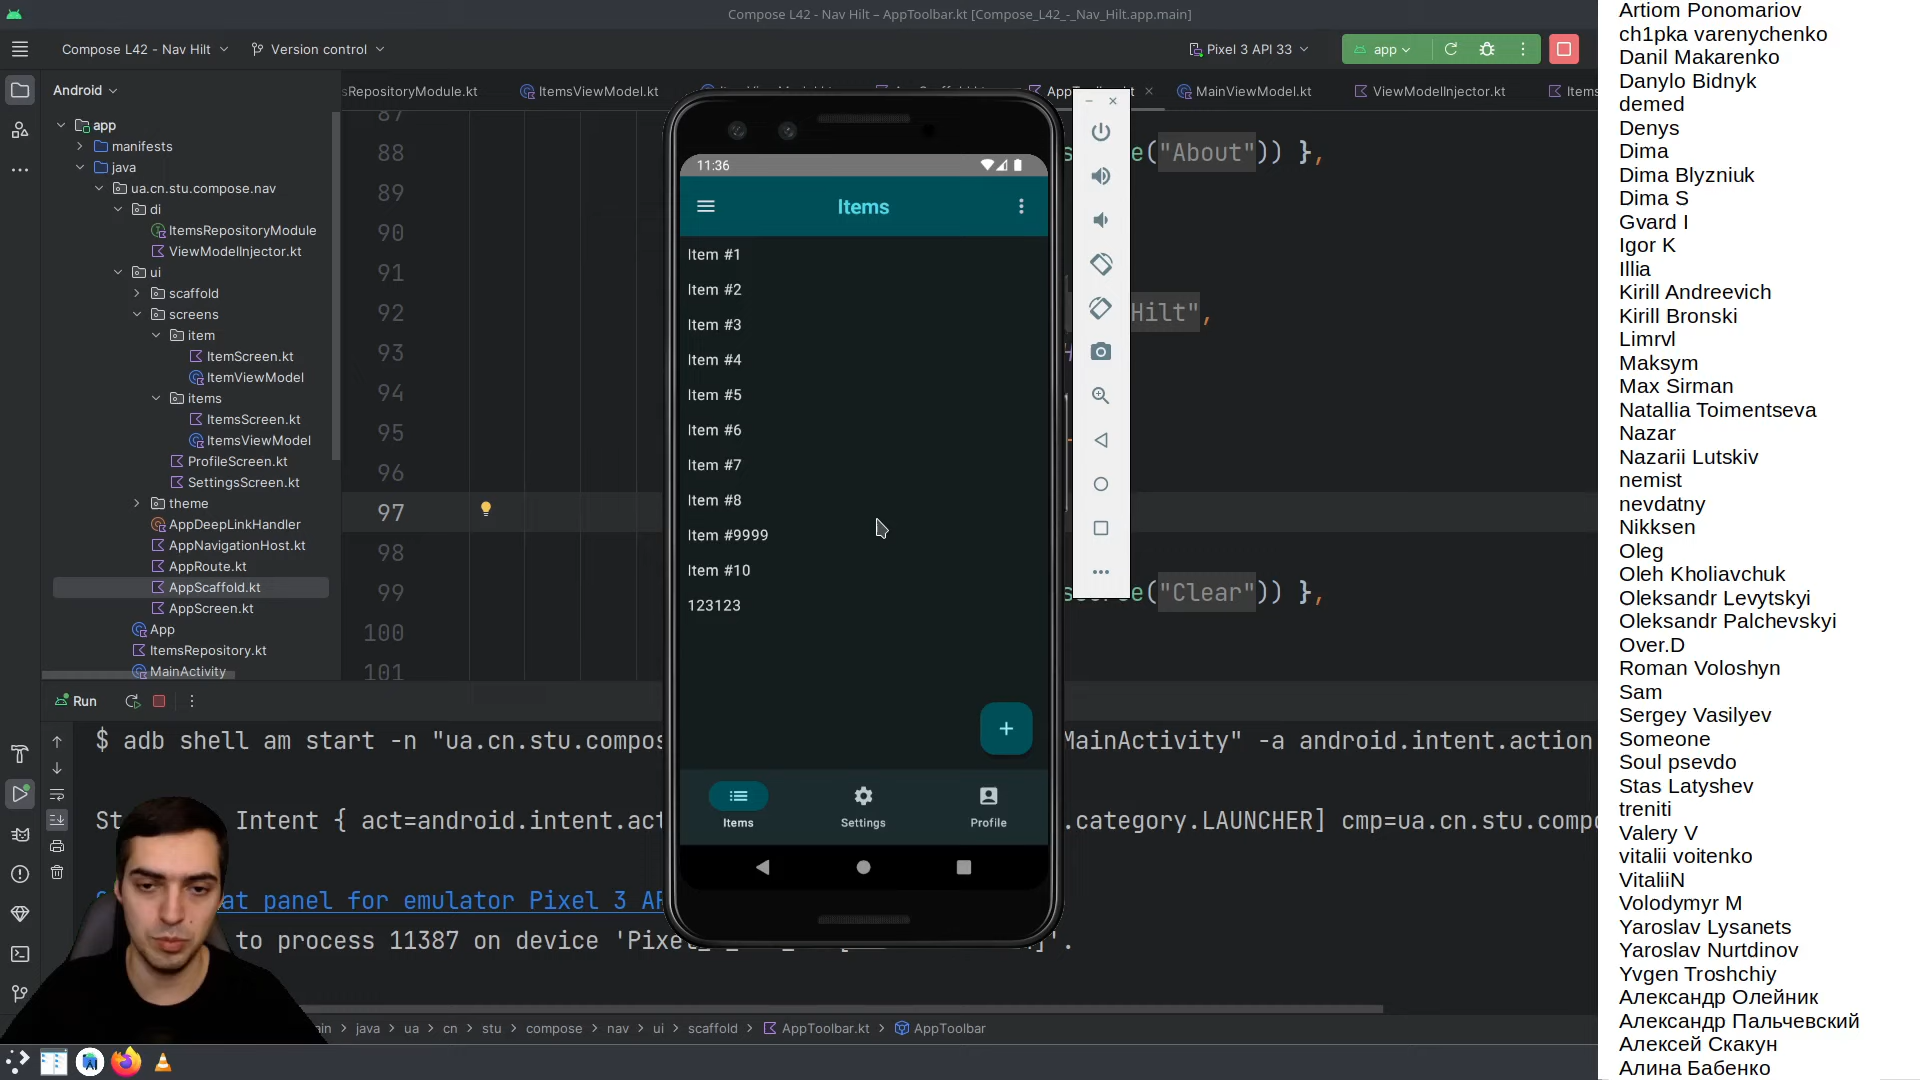 Compose L42 - Nav Hilt – AppToolbar.kt [Compose_L42_-_Nav_Hilt.app.main]
Compose L42 - Nav Hilt
Version control
Pixel 3 API 33
app
Android
sRepositoryModule.kt
ItemsViewModel.kt
MainViewModel.kt
ViewModelInjector.kt
Items
app
manifests
java
ua.cn.stu.compose.nav
di
ItemsRepositoryModule
ViewModelInjector.kt
ui
scaffold
screens
item
ItemScreen.kt
ItemViewModel
items
ItemsScreen.kt
ItemsViewModel
ProfileScreen.kt
SettingsScreen.kt
theme
AppDeepLinkHandler
AppNavigationHost.kt
AppRoute.kt
AppScaffold.kt
AppScreen.kt
App
ItemsRepository.kt
MainActivity
87
88
89
90
91
92
93
94
95
96
97
98
99
100
101
e("About")) },
Hilt",
e("Clear")) },
11:36
Items
Item #1
Item #2
Item #3
Item #4
Item #5
Item #6
Item #7
Item #8
Item #9999
Item #10
123123
+
Items
Settings
Profile
Run
$ adb shell am start -n "ua.cn.stu.compos
MainActivity" -a android.intent.action
St
Intent { act=android.intent.act
.category.LAUNCHER] cmp=ua.cn.stu.comp
at panel for emulator Pixel 3 AP
to process 11387 on device 'Pixel
]'.
ain
java
ua
cn
stu
compose
nav
ui
scaffold
AppToolbar.kt
AppToolbar
Artiom Ponomariov
ch1pka varenychenko
Danil Makarenko
Danylo Bidnyk
demed
Denys
Dima
Dima Blyzniuk
Dima S
Gvard I
Igor K
Illia
Kirill Andreevich
Kirill Bronski
Limrvl
Maksym
Max Sirman
Natallia Toimentseva
Nazar
Nazarii Lutskiv
nemist
nevdatny
Nikksen
Oleg
Oleh Kholiavchuk
Oleksandr Levytskyi
Oleksandr Palchevskyi
Over.D
Roman Voloshyn
Sam
Sergey Vasilyev
Someone
Soul psevdo
Stas Latyshev
treniti
Valery V
vitalii voitenko
VitaliiN
Volodymyr M
Yaroslav Lysanets
Yaroslav Nurtdinov
Yvgen Troshchiy
Александр Олейник
Александр Пальчевский
Алексей Скакун
Алина Бабенко